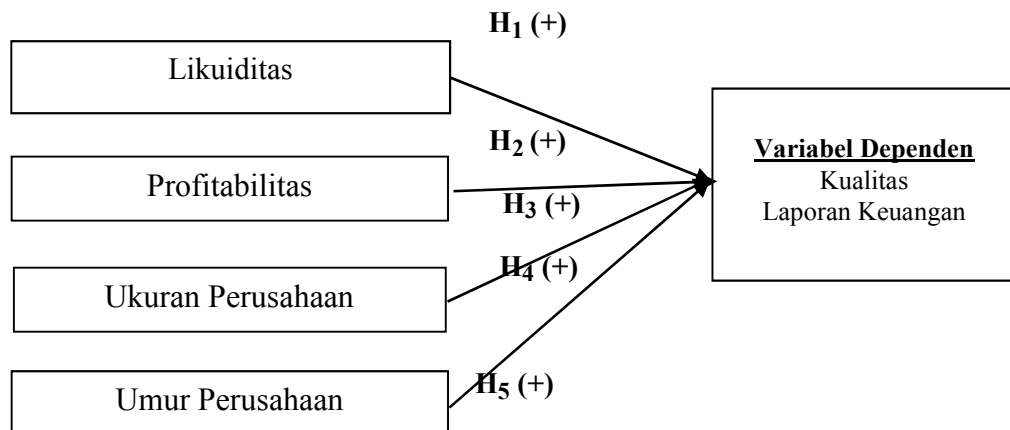 H1 (+)
Likuiditas
H2 (+)
Variabel Dependen
Kualitas
Laporan Keuangan
Profitabilitas
H3 (+)
H4 (+)
Ukuran Perusahaan
H5 (+)
Umur Perusahaan